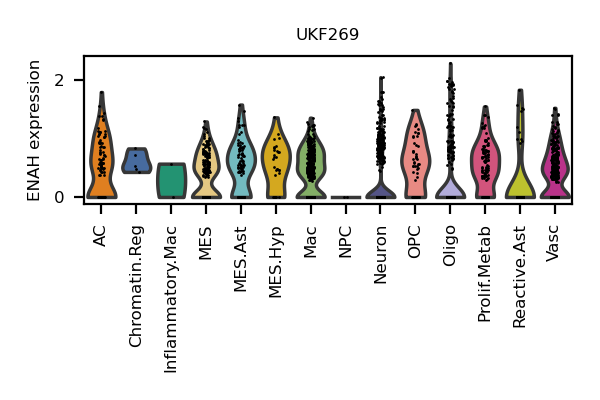 UKF269
ENAH expression
2
0
AC
Chromatin.Reg
Inflammatory.Mac
MES
MES.Ast
MES.Hyp
Mac
NPC
Neuron
OPC
Oligo
Prolif.Metab
Reactive.Ast
Vasc